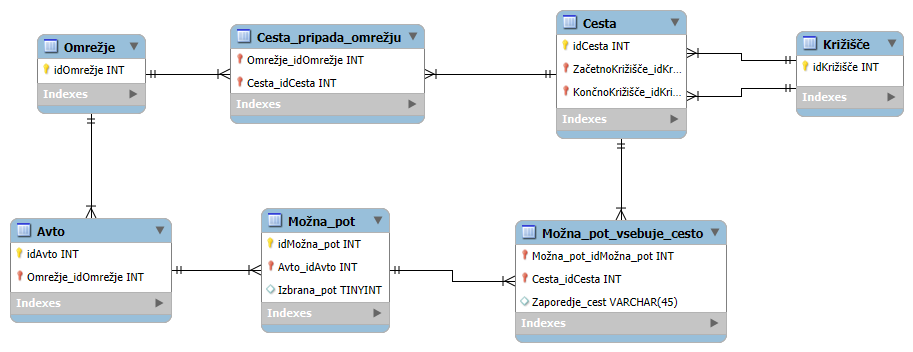 Omrežje
idOmrežje INT
Indexes
Cesta_pripada_omrežju
Omrežje_idOmrežje INT
Cesta_idCesta INT
Indexes
Cesta
idCesta INT
ZačetnoKrižišče_idKr...
KončnoKrižišče_idKri...
Indexes
Križišče
idKrižišče INT
Indexes
Avto
idAvto INT
Omrežje_idOmrežje INT
Indexes
Možna_pot
idMožna_pot INT
Avto_idAvto INT
Izbrana_pot TINYINT
Indexes
Možna_pot_vsebuje_cesto
Možna_pot_idMožna_pot INT
Cesta_idCesta INT
Zaporedje_cest VARCHAR(45)
Indexes